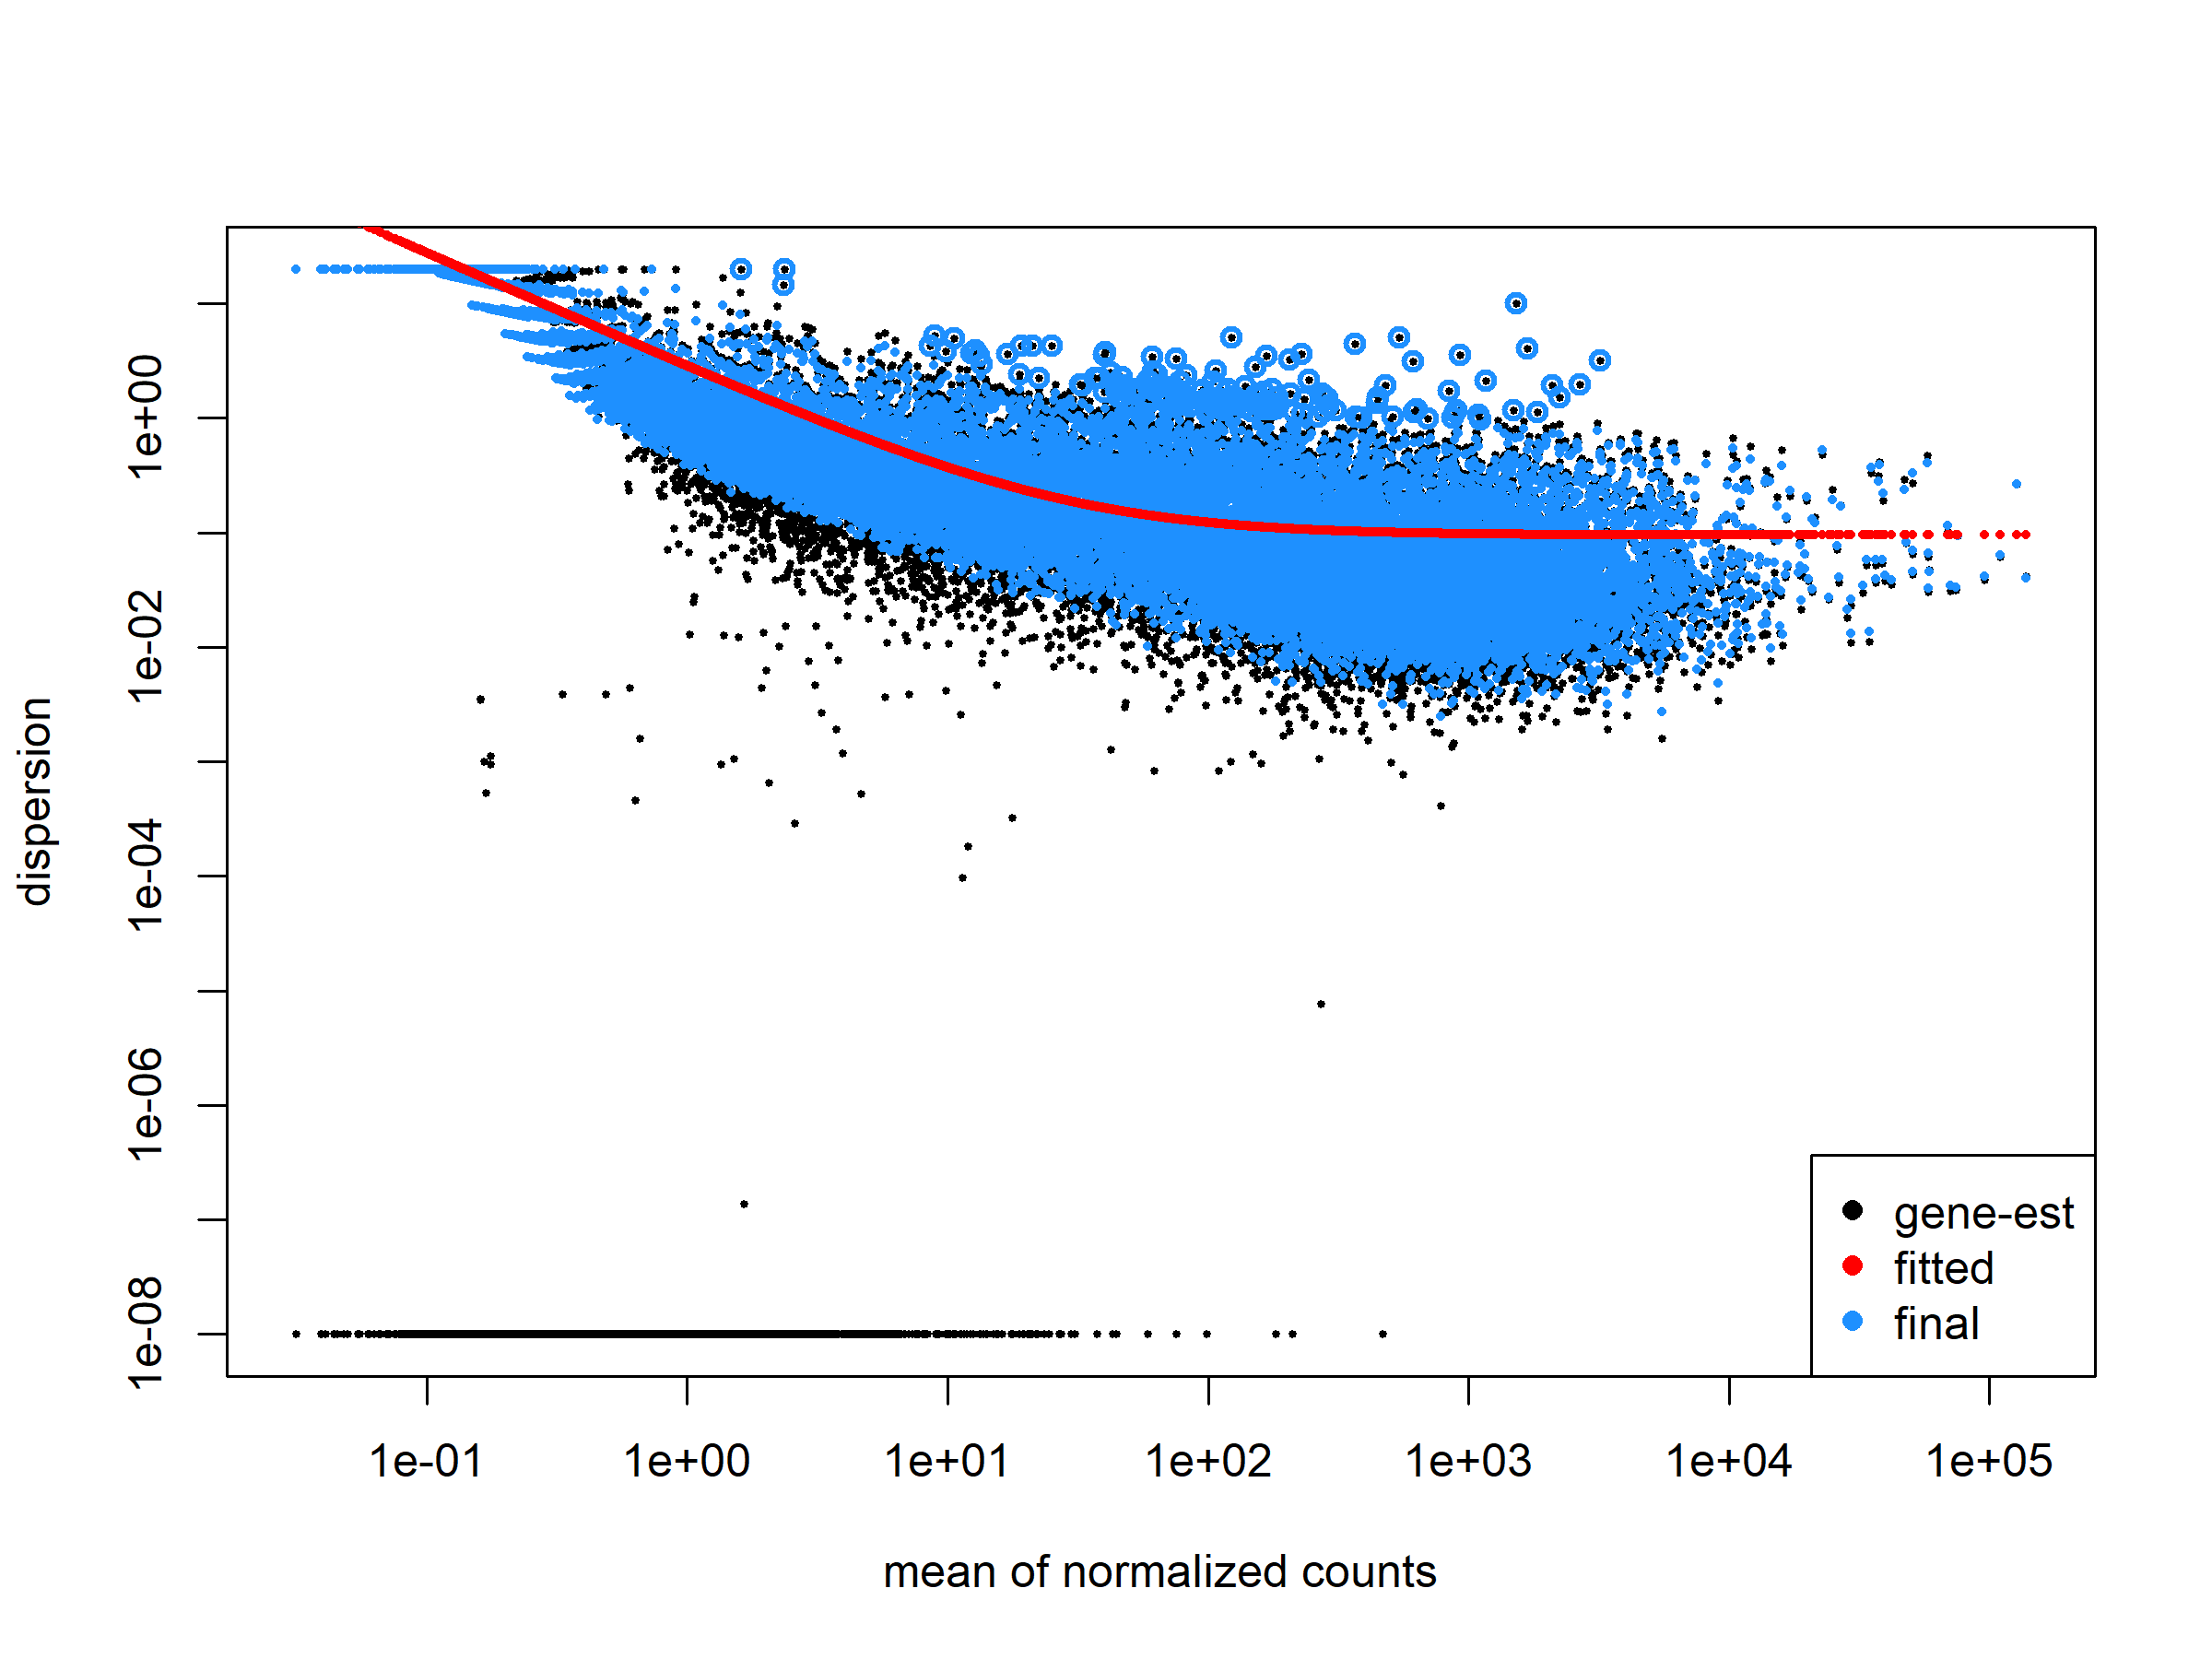 dispersion
1e+00
1e-02
1e-04
1e-06
1e-08
1e-01 1e+00 1e+01 1e+02 1e+03 1e+04 1e+05
mean of normalized counts
gene-est
fitted
final